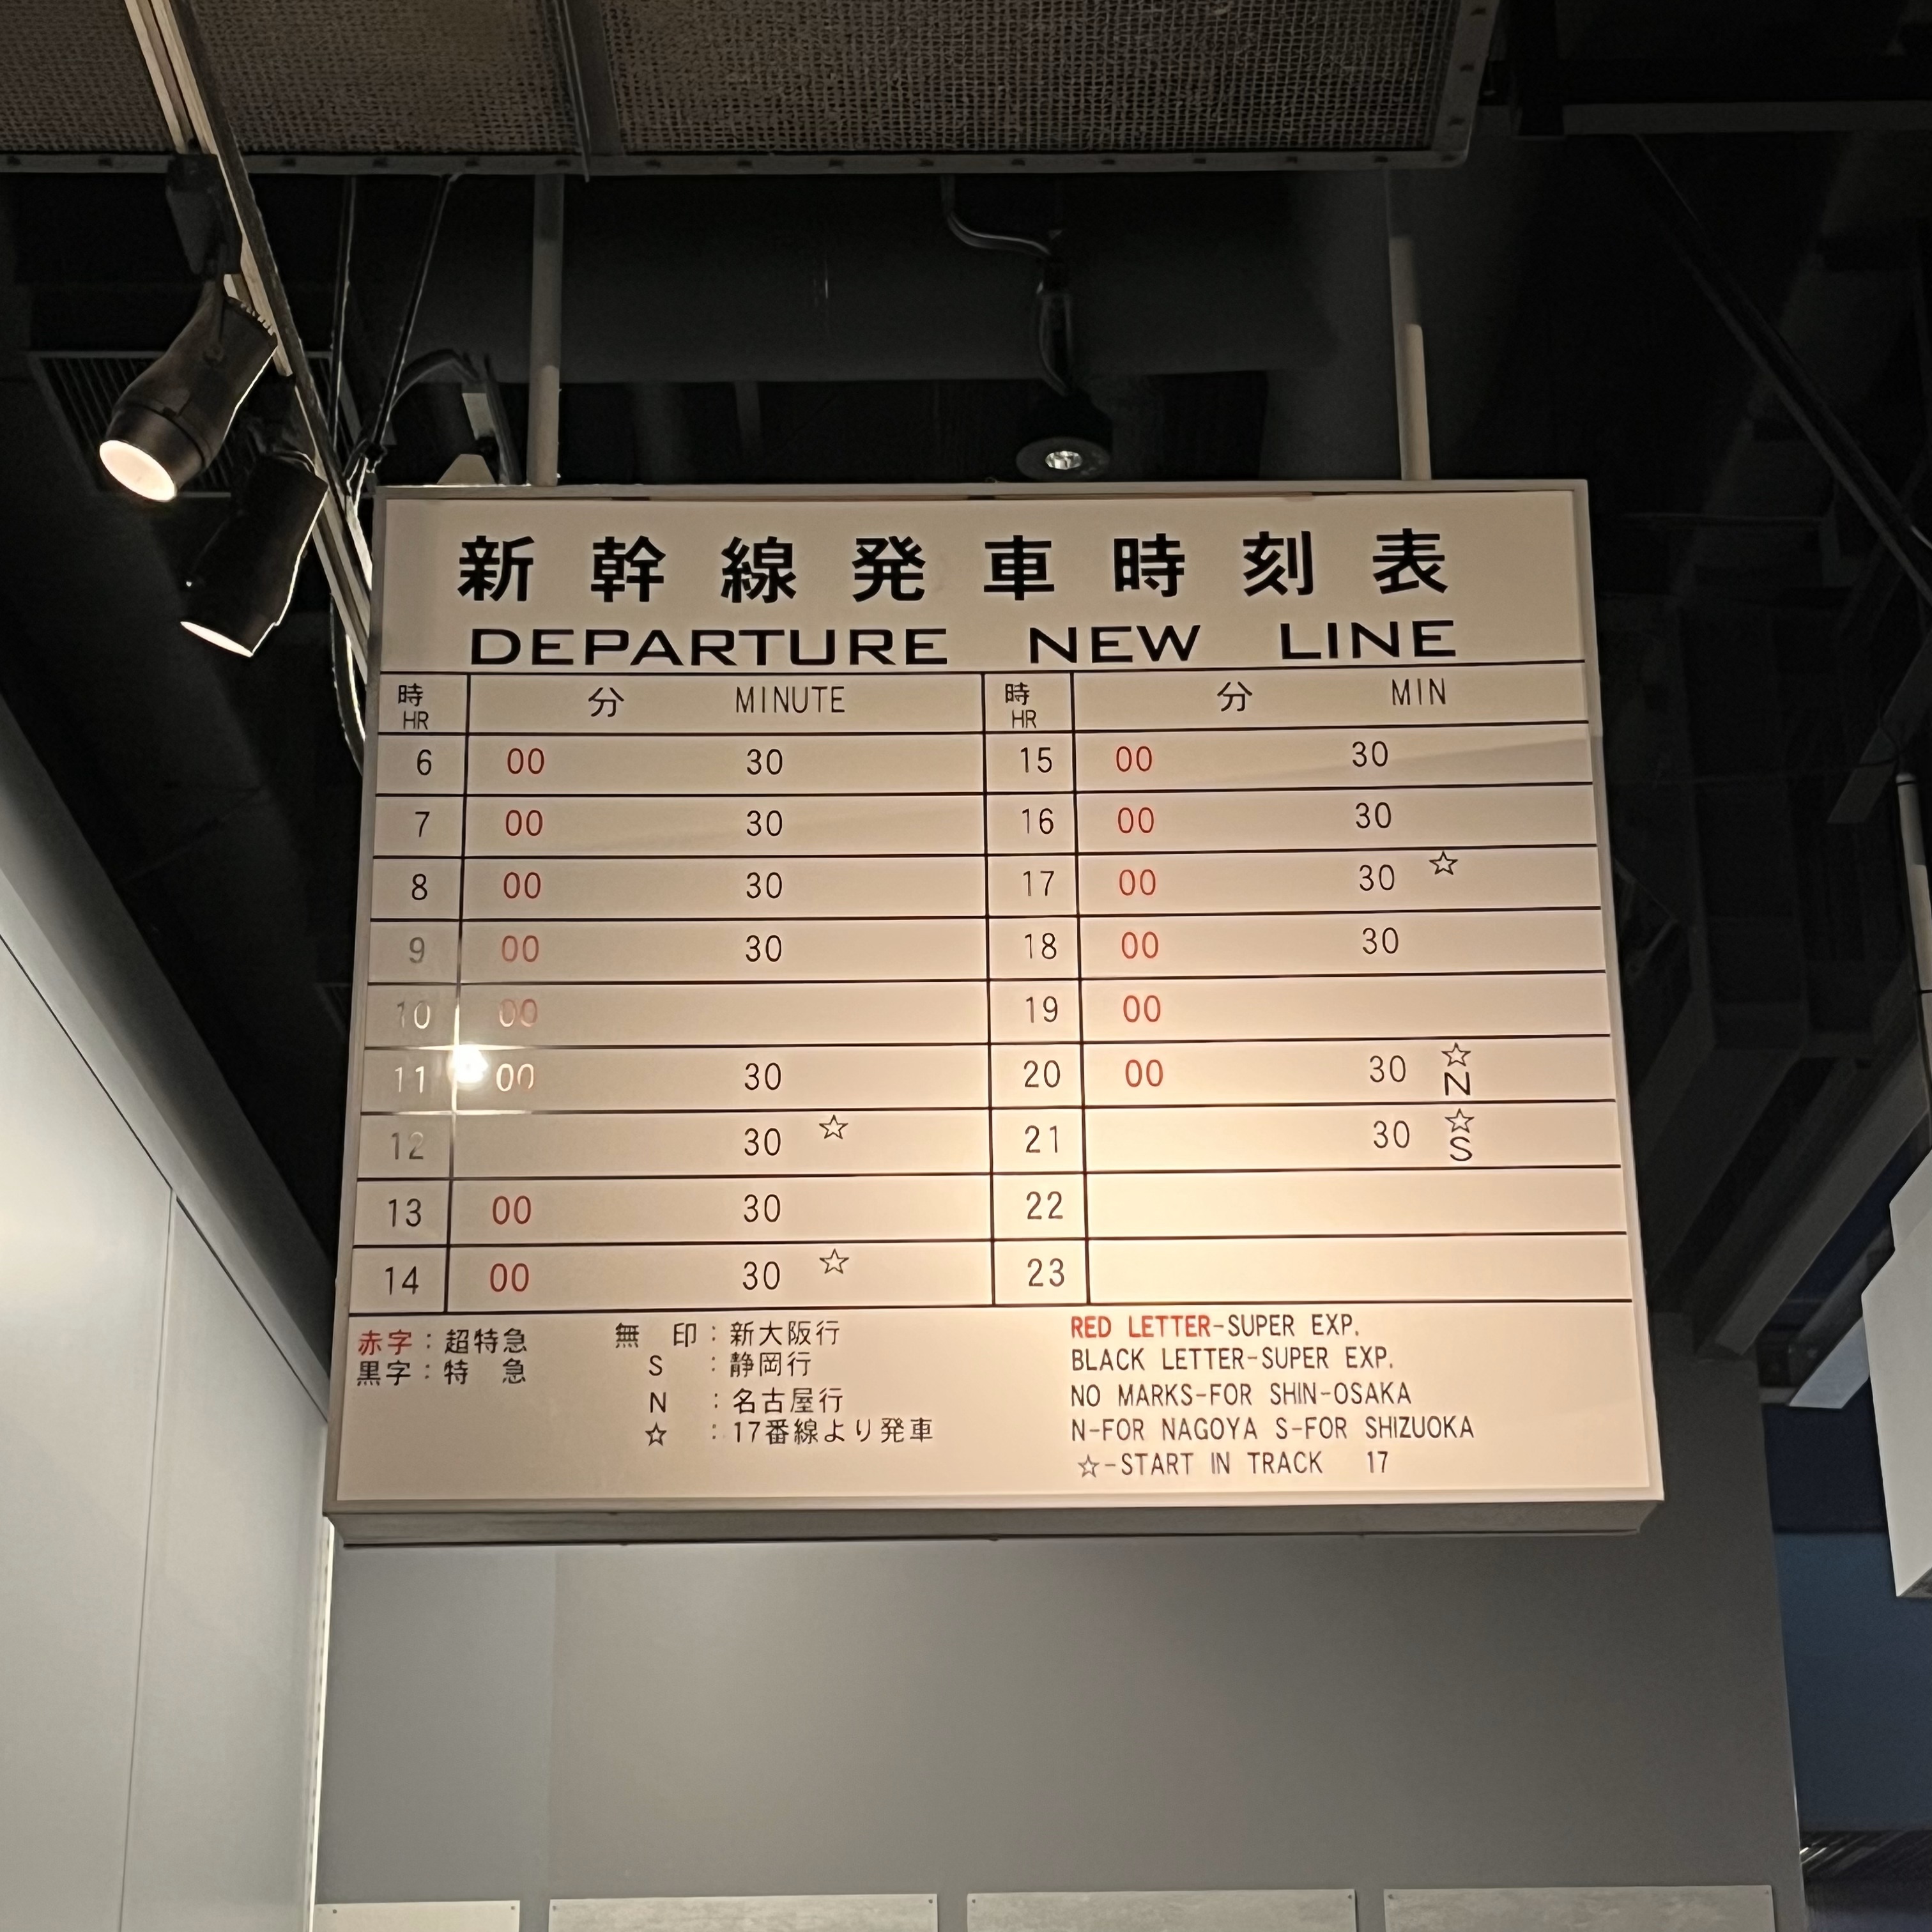 新幹線発車時刻表
DEPARTURE NEW LINE
時 HR 分 MINUTE 時 HR 分 MIN
6 00 30 15 00 30
7 00 30 16 00 30
8 00 30 17 00 30 ☆
9 00 30 18 00 30
10 00 19 00
11 00 30 20 00 30 ☆ N
12 30 ☆ 21 30 ☆ S
13 00 30 22
14 00 30 ☆ 23
赤字：超特急
黒字：特 急
無 印：新大阪行
S ：静岡行
N ：名古屋行
☆ ：17番線より発車
RED LETTER-SUPER EXP.
BLACK LETTER-SUPER EXP.
NO MARKS-FOR SHIN-OSAKA
N-FOR NAGOYA S-FOR SHIZUOKA
☆-START IN TRACK 17